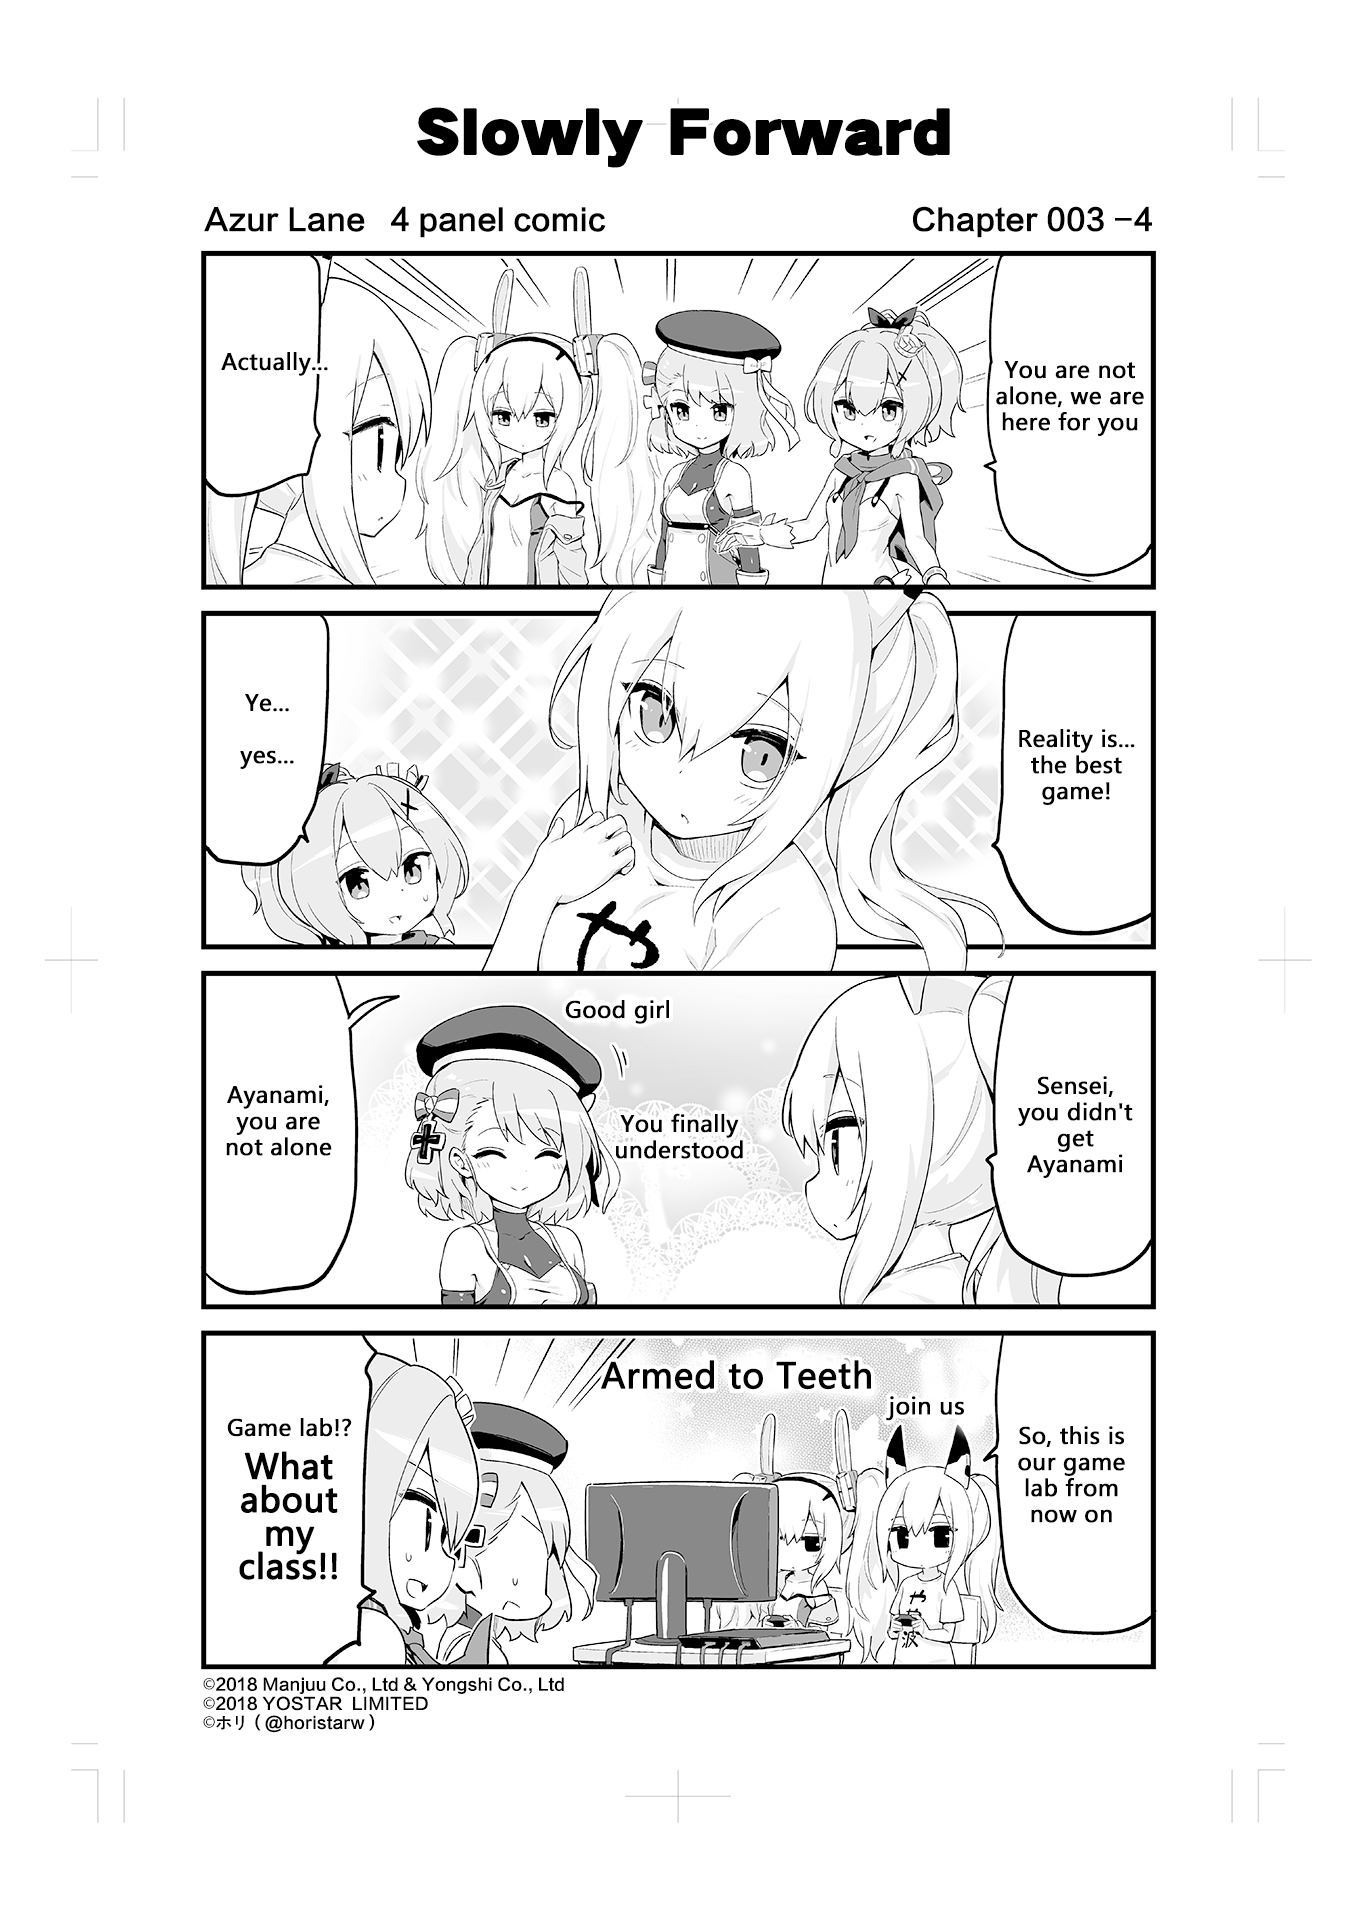 Slowly Forward
Azur Lane 4 panel comic
Chapter 003 -4
You are not
alone, we are
here for you
Actually...
Reality is...
the best
game!
Ye...
yes...
や
Sensei,
you didn't
get
Ayanami
Good girl
You finally
understood
Ayanami,
you are
not alone
So, this is
our game
lab from
now on
join us
Armed to Teeth
や
波
Game lab!?
What
about
my
class!!
©2018 Manjuu Co., Ltd & Yongshi Co., Ltd
©2018 YOSTAR LIMITED
©ホリ ( @horistarw )